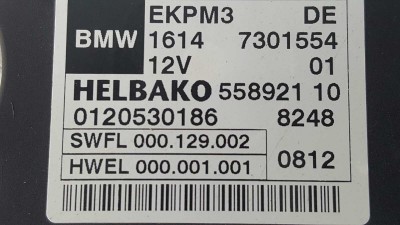 EKPM3 DE
BMW 1614 7301554
12V 01
HELBAKO 558921 10
0120530186 8248
SWFL 000.129.002
HWEL 000.001.001 0812